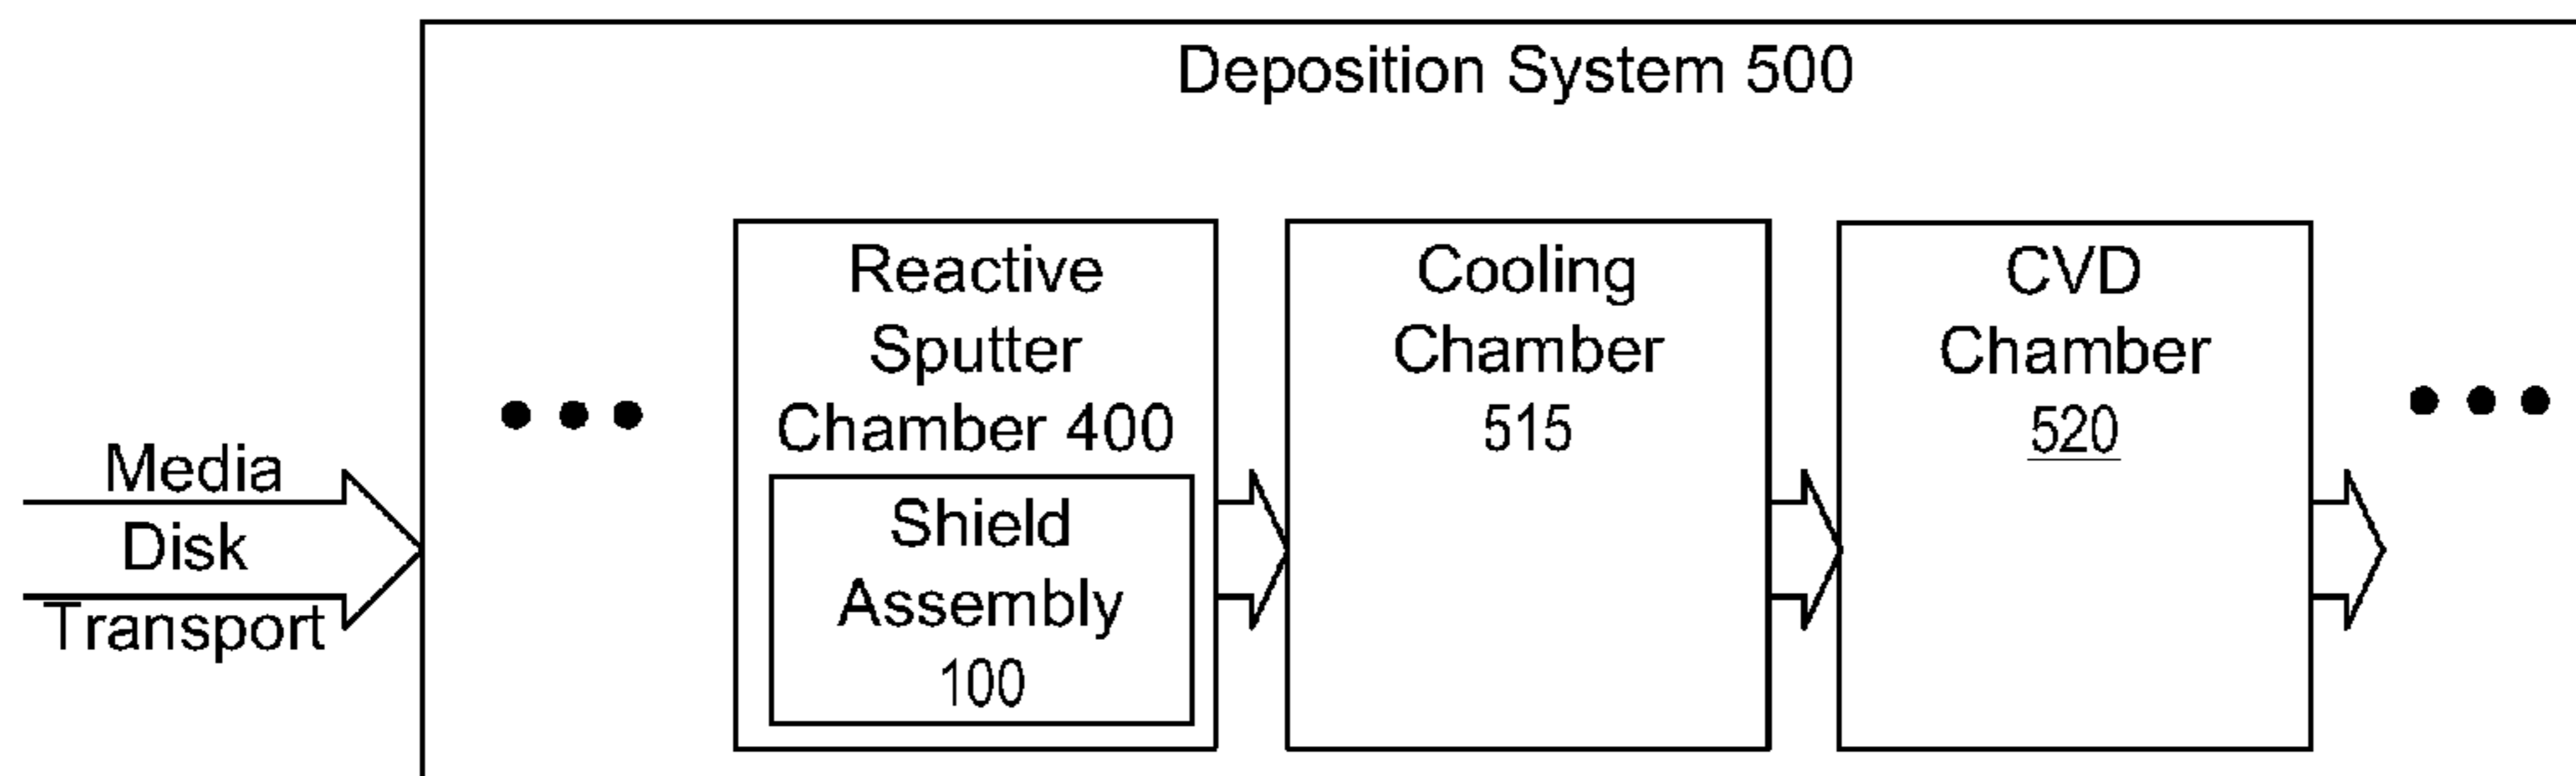 Deposition System 500
Reactive
Sputter
Chamber 400
Shield
Assembly
100
Cooling
Chamber
515
CVD
Chamber
520
Media
Disk
Transport